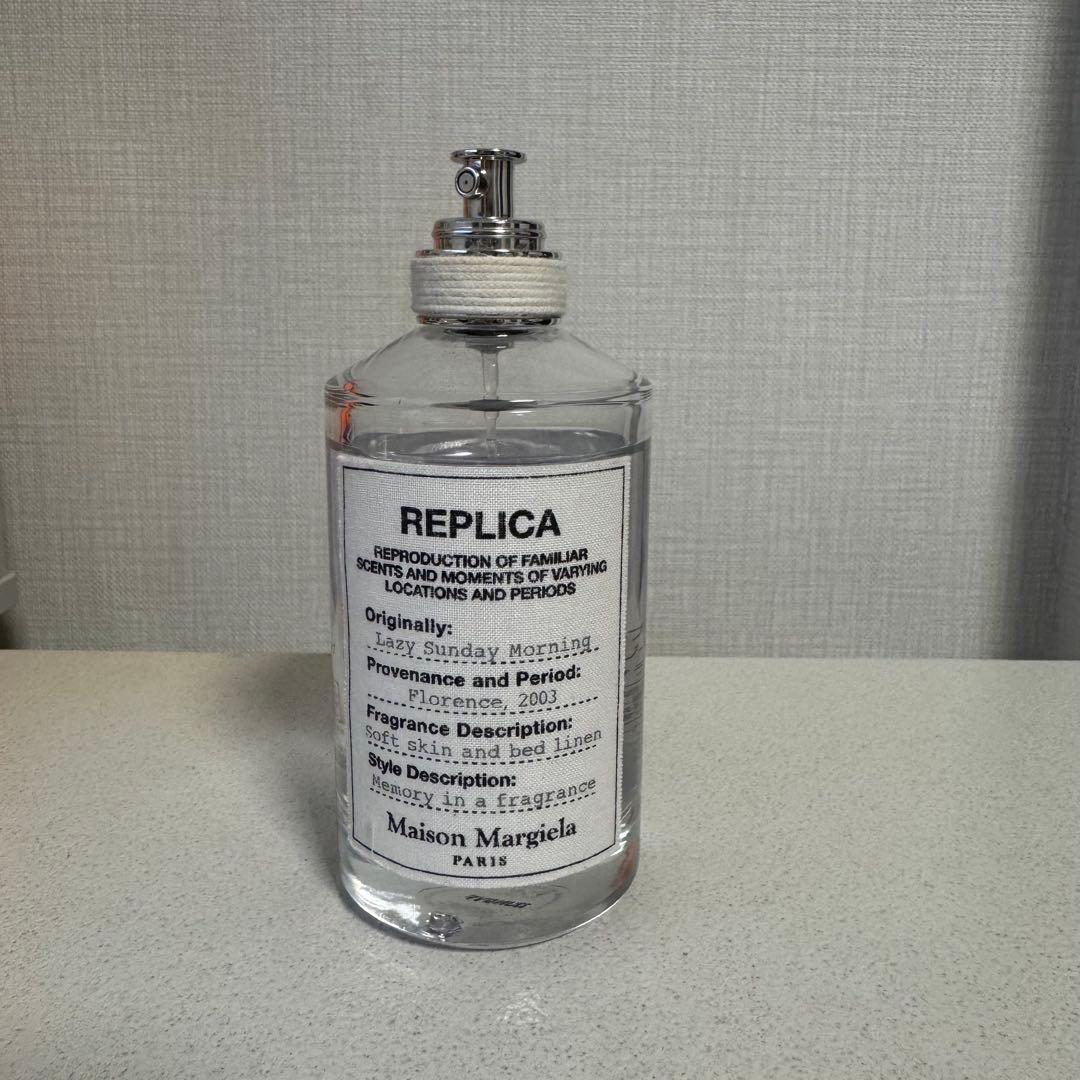 REPLICA
REPRODUCTION OF FAMILIAR
SCENTS AND MOMENTS OF VARYING
LOCATIONS AND PERIODS
Originally:
Lazy Sunday Morning
Provenance and Period:
Florence, 2003
Fragrance Description:
Soft skin and bed linen
Style Description:
Memory in a fragrance
Maison Margiela
PARIS